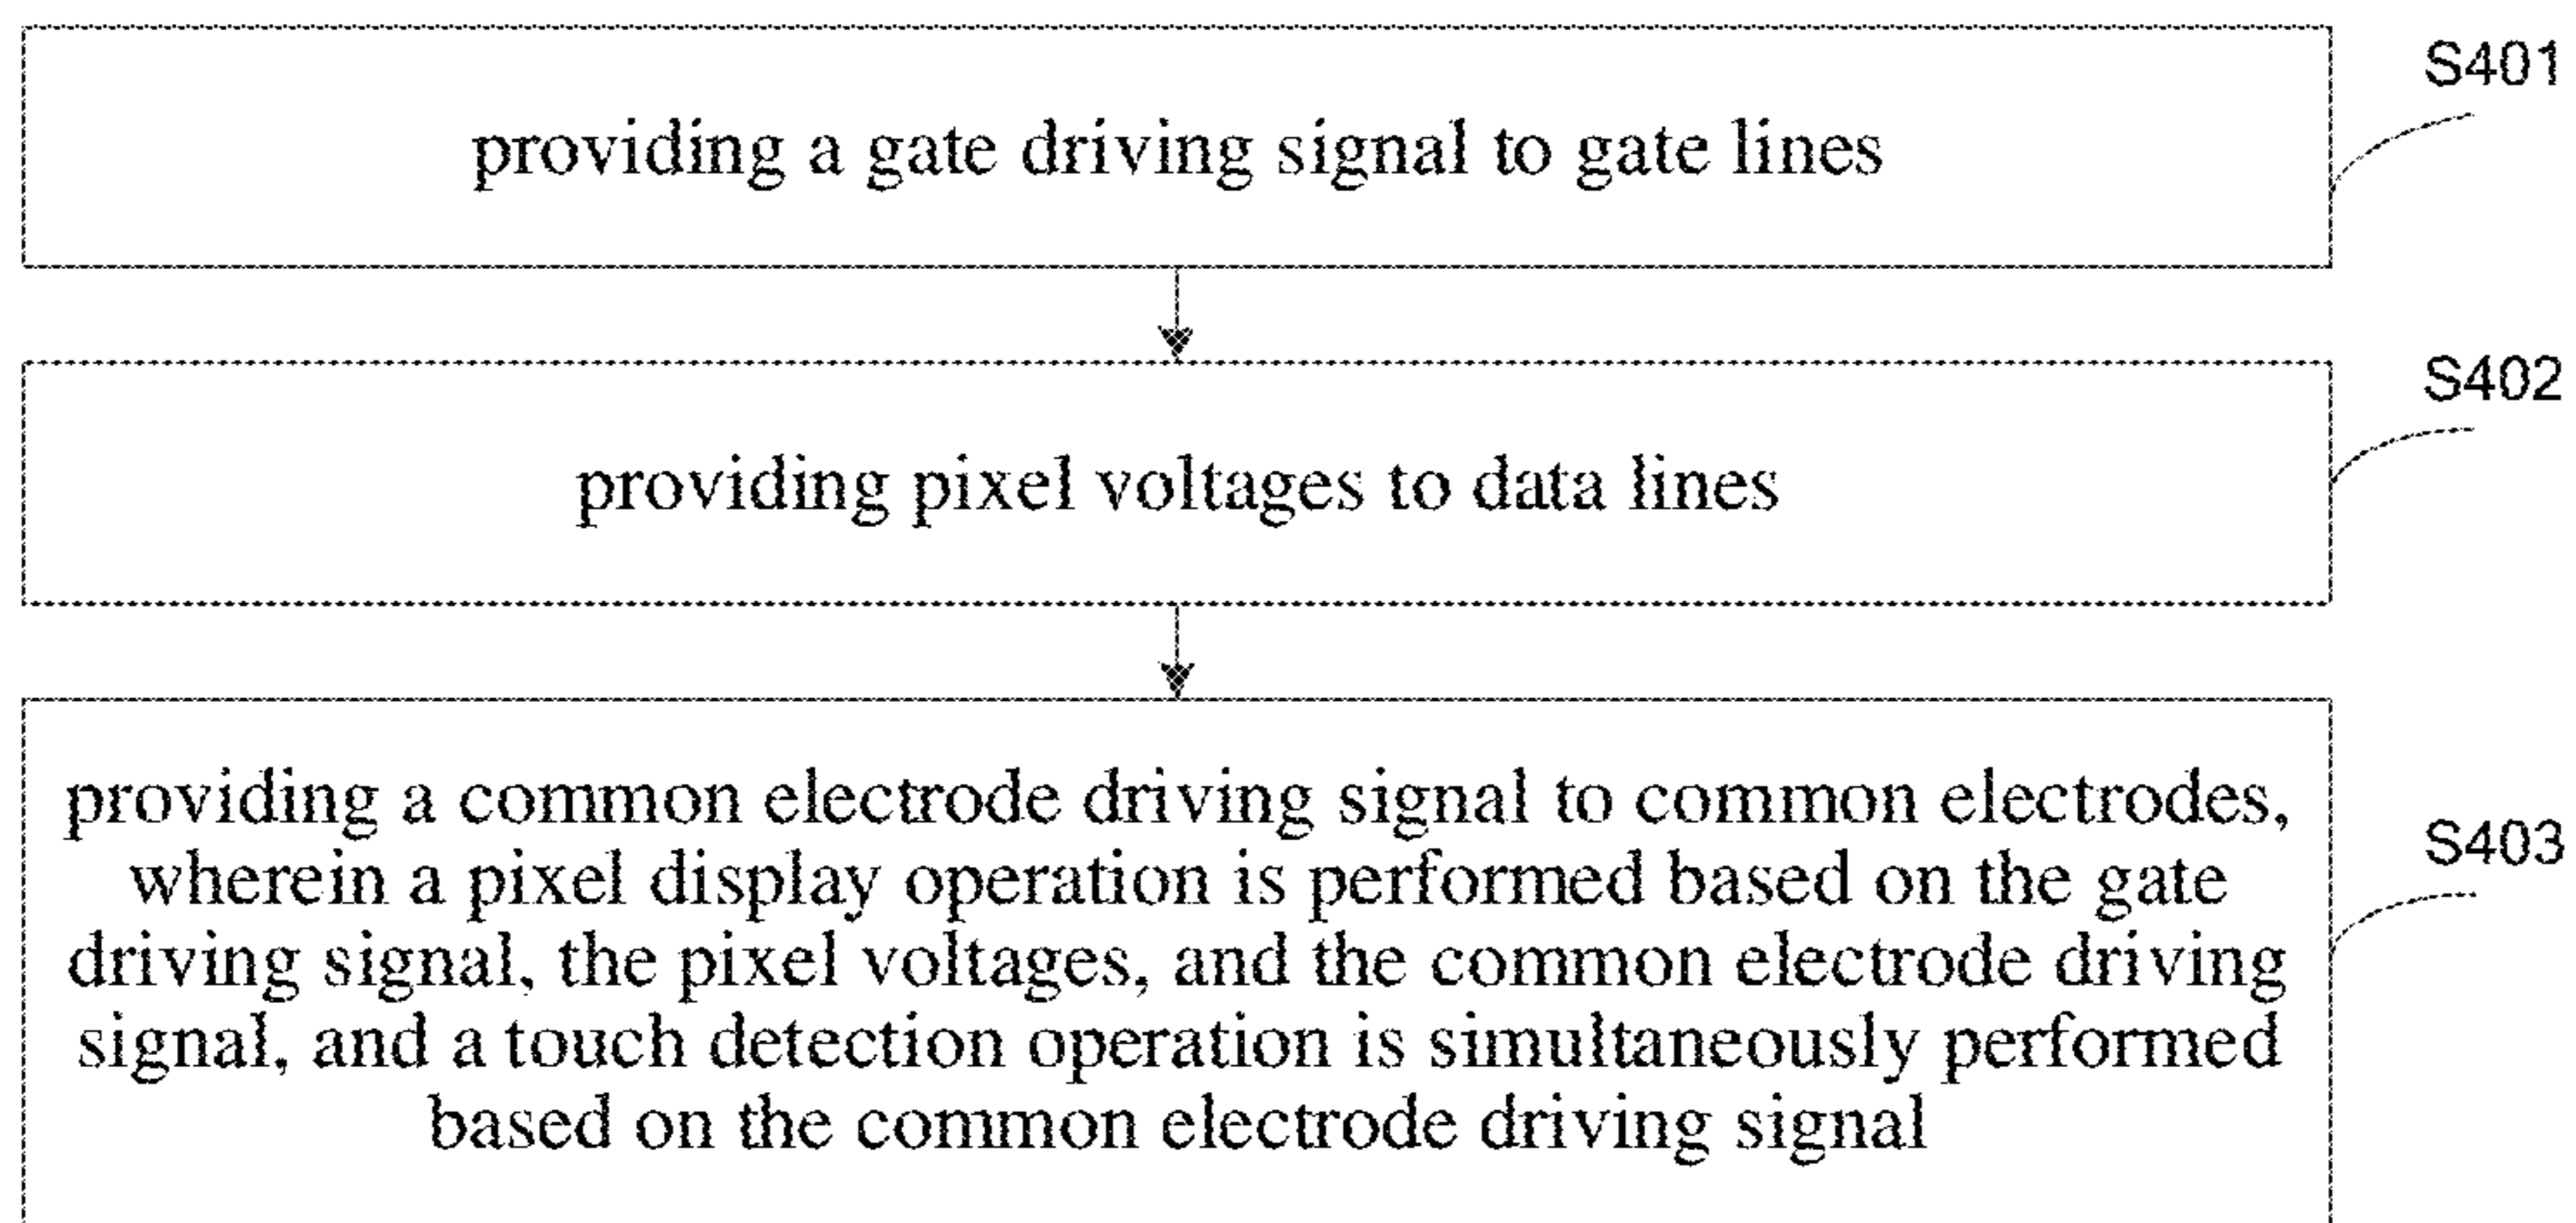 S401
providing a gate driving signal to gate lines
S402
providing pixel voltages to data lines
providing a common electrode driving signal to common electrodes,
wherein a pixel display operation is performed based on the gate
S403
driving signal, the pixel voltages, and the common electrode driving
signal, and a touch detection operation is simultaneously performed
based on the common electrode driving signal